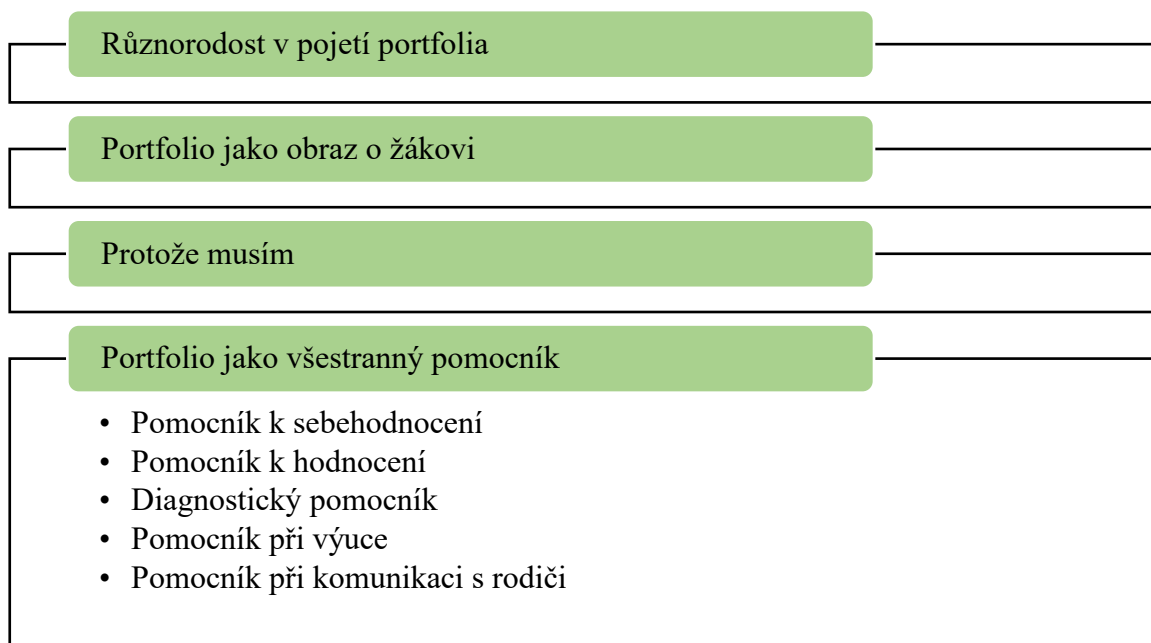 Různorodost v pojetí portfolia
Portfolio jako obraz o žákovi
Protože musím
Portfolio jako všestranný pomocník
• Pomocník k sebehodnocení
• Pomocník k hodnocení
• Diagnostický pomocník
• Pomocník při výuce
• Pomocník při komunikaci s rodiči